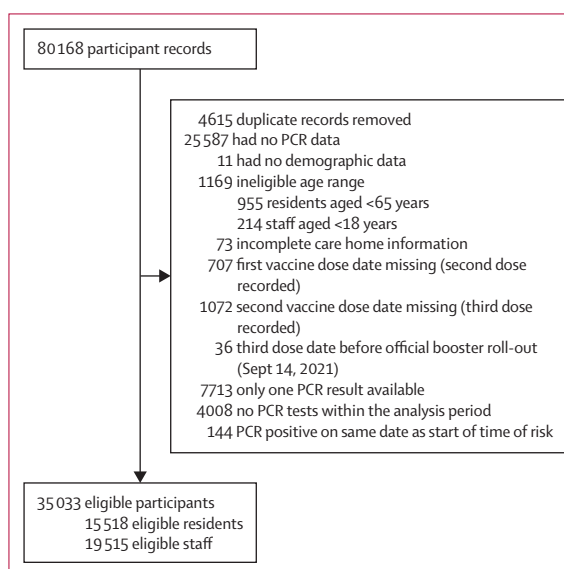 80168 participant records
4615 duplicate records removed
25587 had no PCR data
11 had no demographic data
1169 ineligible age range
955 residents aged <65 years
214 staff aged <18 years
73 incomplete care home information
707 first vaccine dose date missing (second dose
recorded)
1072 second vaccine dose date missing (third dose
recorded)
36 third dose date before official booster roll-out
(Sept 14, 2021)
7713 only one PCR result available
4008 no PCR tests within the analysis period
144 PCR positive on same date as start of time of risk
35033 eligible participants
15518 eligible residents
19515 eligible staff